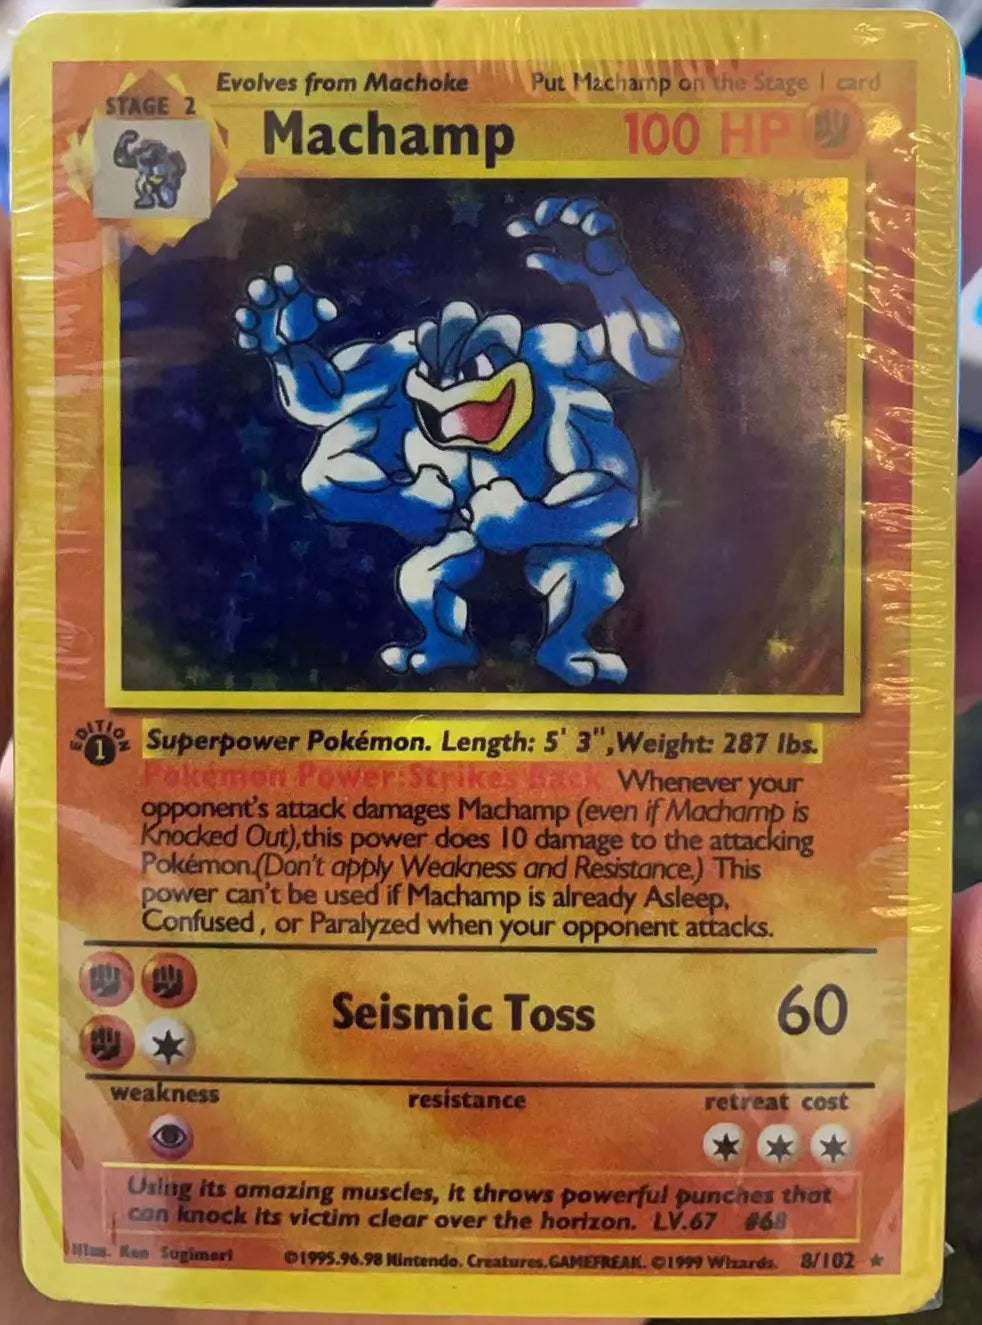 Evolves from Machoke
Put Machamp on the Stage 1 card
STAGE 2
Machamp
100 HP
EDITION
1
Superpower Pokémon. Length: 5' 3",Weight: 287 lbs.
Pokémon Power:Strikes Back Whenever your
opponent's attack damages Machamp (even if Machamp is
Knocked Out),this power does 10 damage to the attacking
Pokémon.(Don't apply Weakness and Resistance.) This
power can't be used if Machamp is already Asleep,
Confused , or Paralyzed when your opponent attacks.
Seismic Toss
60
weakness
resistance
retreat cost
Using its amazing muscles, it throws powerful punches that
can knock its victim clear over the horizon. LV.67 #68
Illus. Ken Sugimori
©1995.96.98 Nintendo. Creatures.GAMEFREAK. ©1999 Wizards.
8/102